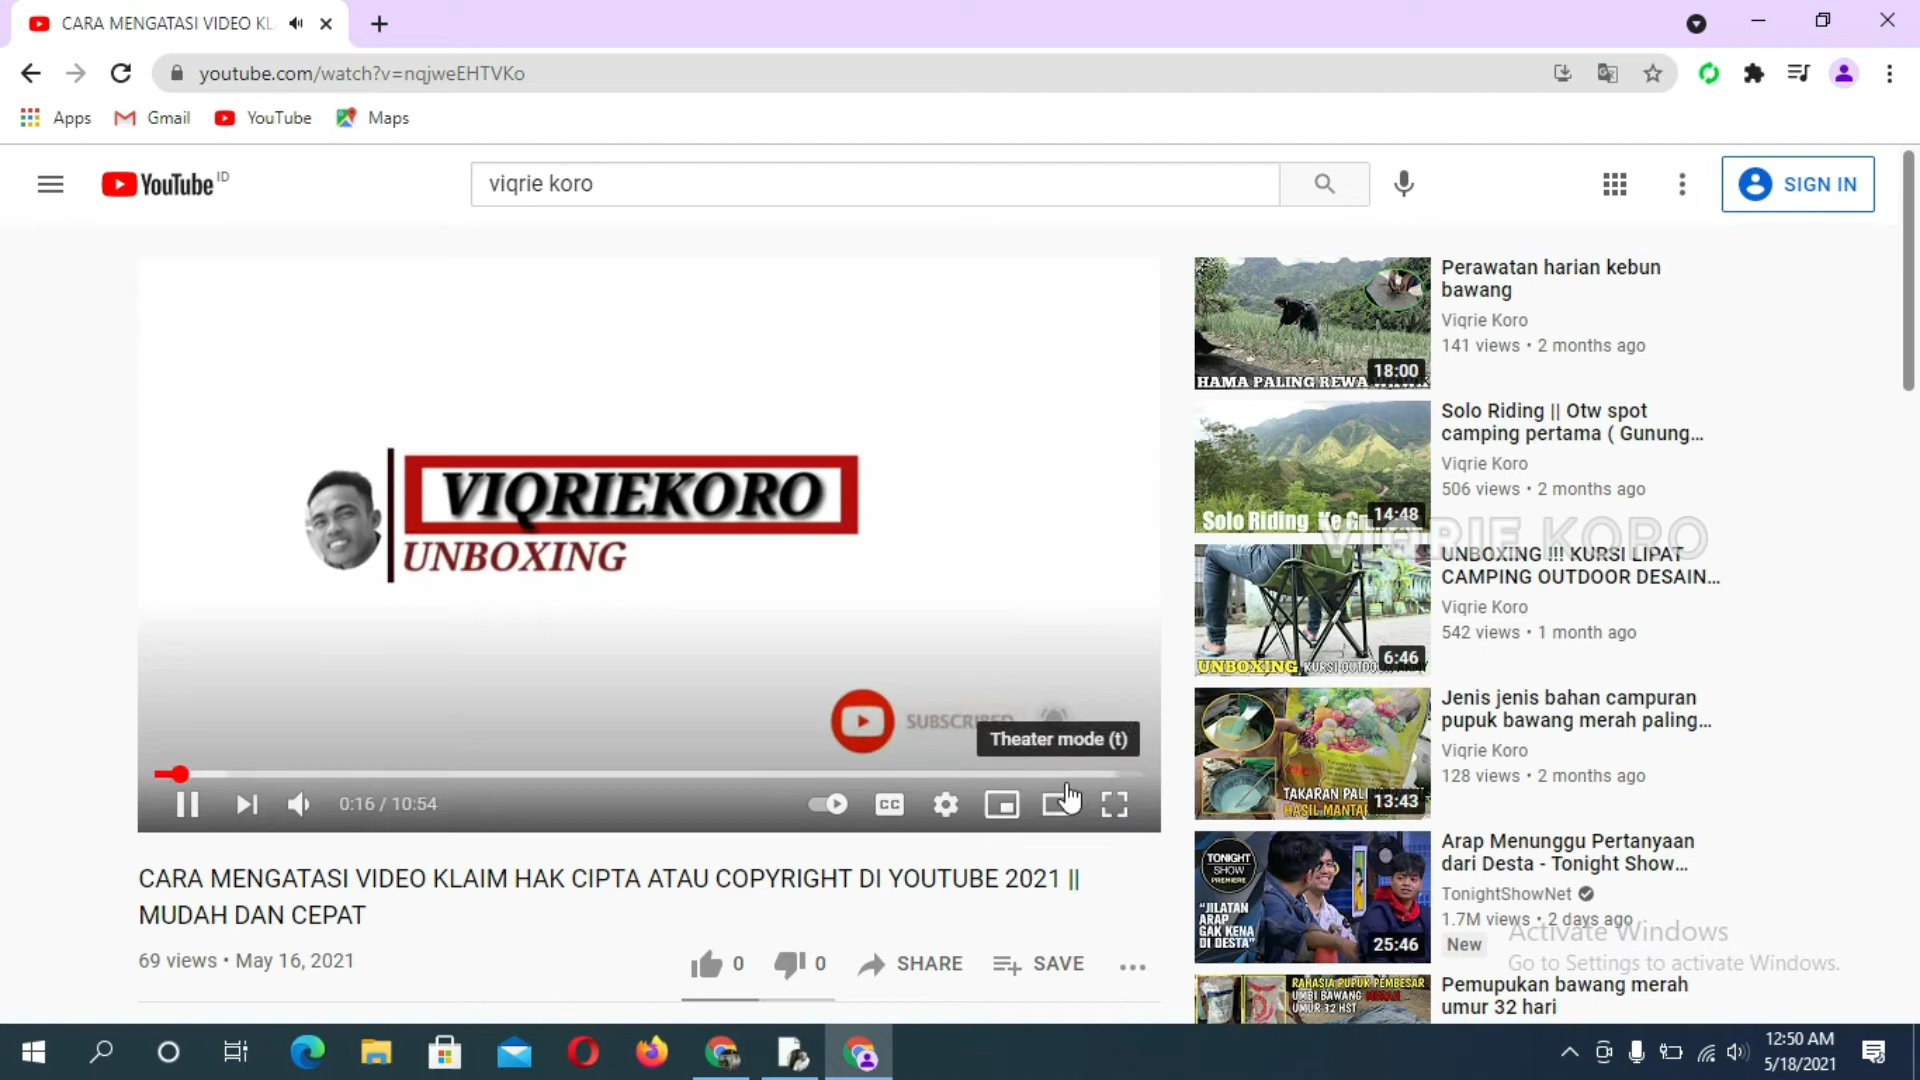 CARA MENGATASI VIDEO KL
youtube.com/watch?v=nqjweEHTVKo
Apps
Gmail
YouTube
Maps
YouTube ID
viqrie koro
SIGN IN
VIQRIEKORO
UNBOXING
SUBSCRIBED
Theater mode (t)
0:16 / 10:54
CC
CARA MENGATASI VIDEO KLAIM HAK CIPTA ATAU COPYRIGHT DI YOUTUBE 2021 ||
MUDAH DAN CEPAT
69 views • May 16, 2021
0
0
SHARE
SAVE
HAMA PALING REWA
18:00
Perawatan harian kebun
bawang
Viqrie Koro
141 views • 2 months ago
Solo Riding Ke G
14:48
Solo Riding || Otw spot
camping pertama ( Gunung...
Viqrie Koro
506 views • 2 months ago
VIQRIE KORO
UNBOXING KURSI OUTDOO
6:46
UNBOXING !!! KURSI LIPAT
CAMPING OUTDOOR DESAIN...
Viqrie Koro
542 views • 1 month ago
TAKARAN PALI
HASIL MANTAP
13:43
Jenis jenis bahan campuran
pupuk bawang merah paling...
Viqrie Koro
128 views • 2 months ago
TONIGHT
SHOW
PREMIERE
"JILATAN
ARAP
GAK KENA
DI DESTA"
25:46
Arap Menunggu Pertanyaan
dari Desta - Tonight Show...
TonightShowNet
1.7M views • 2 days ago
New
RAHASIA PUPUK PEMBESAR
UMBI BAWANG MERAH
UMUR 32 HST
Pemupukan bawang merah
umur 32 hari
Activate Windows
Go to Settings to activate Windows.
12:50 AM
5/18/2021